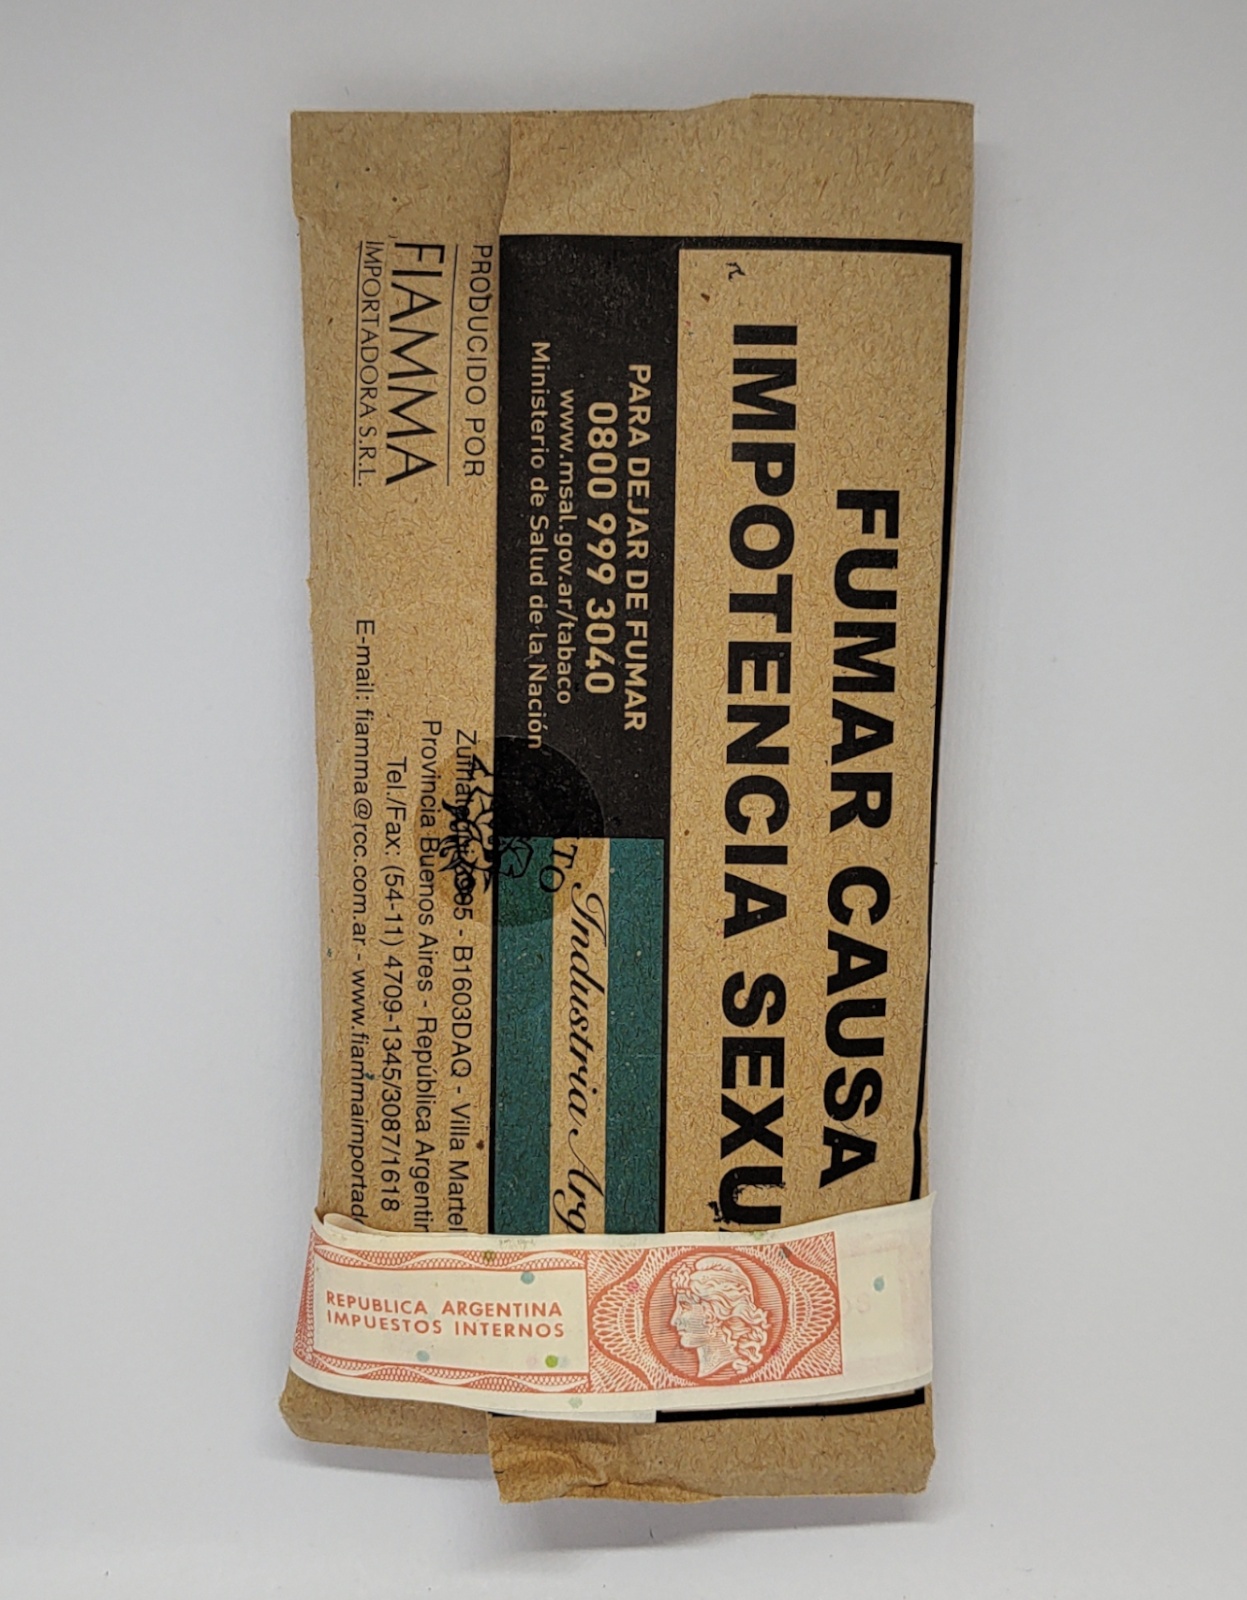 FUMAR CAUSA
IMPOTENCIA SEXU
PARA DEJAR DE FUMAR
0800 999 3040
www.msal.gov.ar/tabaco
Ministerio de Salud de la Nación
Industria Arg
TO
PRODUCIDO POR
FIAMMA
IMPORTADORA S.R.L.
005 - B1603DAQ - Villa Martel
Provincia Buenos Aires - República Argentin
Tel./Fax: (54-11) 4709-1345/3087/1618
E-mail: fiamma@rcc.com.ar - www.fiammaimportad
REPUBLICA ARGENTINA
IMPUESTOS INTERNOS